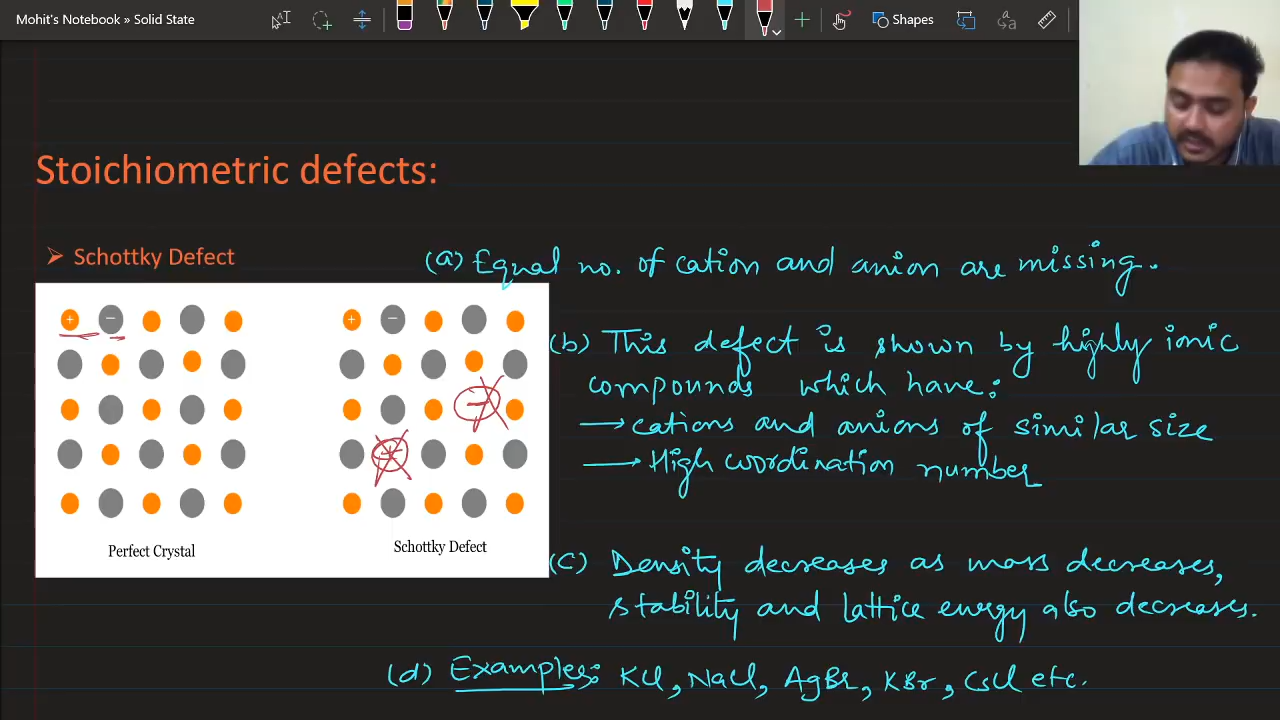 Mohit's Notebook » Solid State
Shapes
Stoichiometric defects:
➤ Schottky Defect
(a) Equal no. of cation and anion are missing.
+ − + −
− +
Perfect Crystal
Schottky Defect
(b) This defect is shown by highly ionic
compounds which have:
→ cations and anions of similar size
→ High coordination number
(C) Density decreases as mass decreases,
stability and lattice energy also decreases.
(d) Examples: KCl, NaCl, AgBr, KBr, CsCl etc.